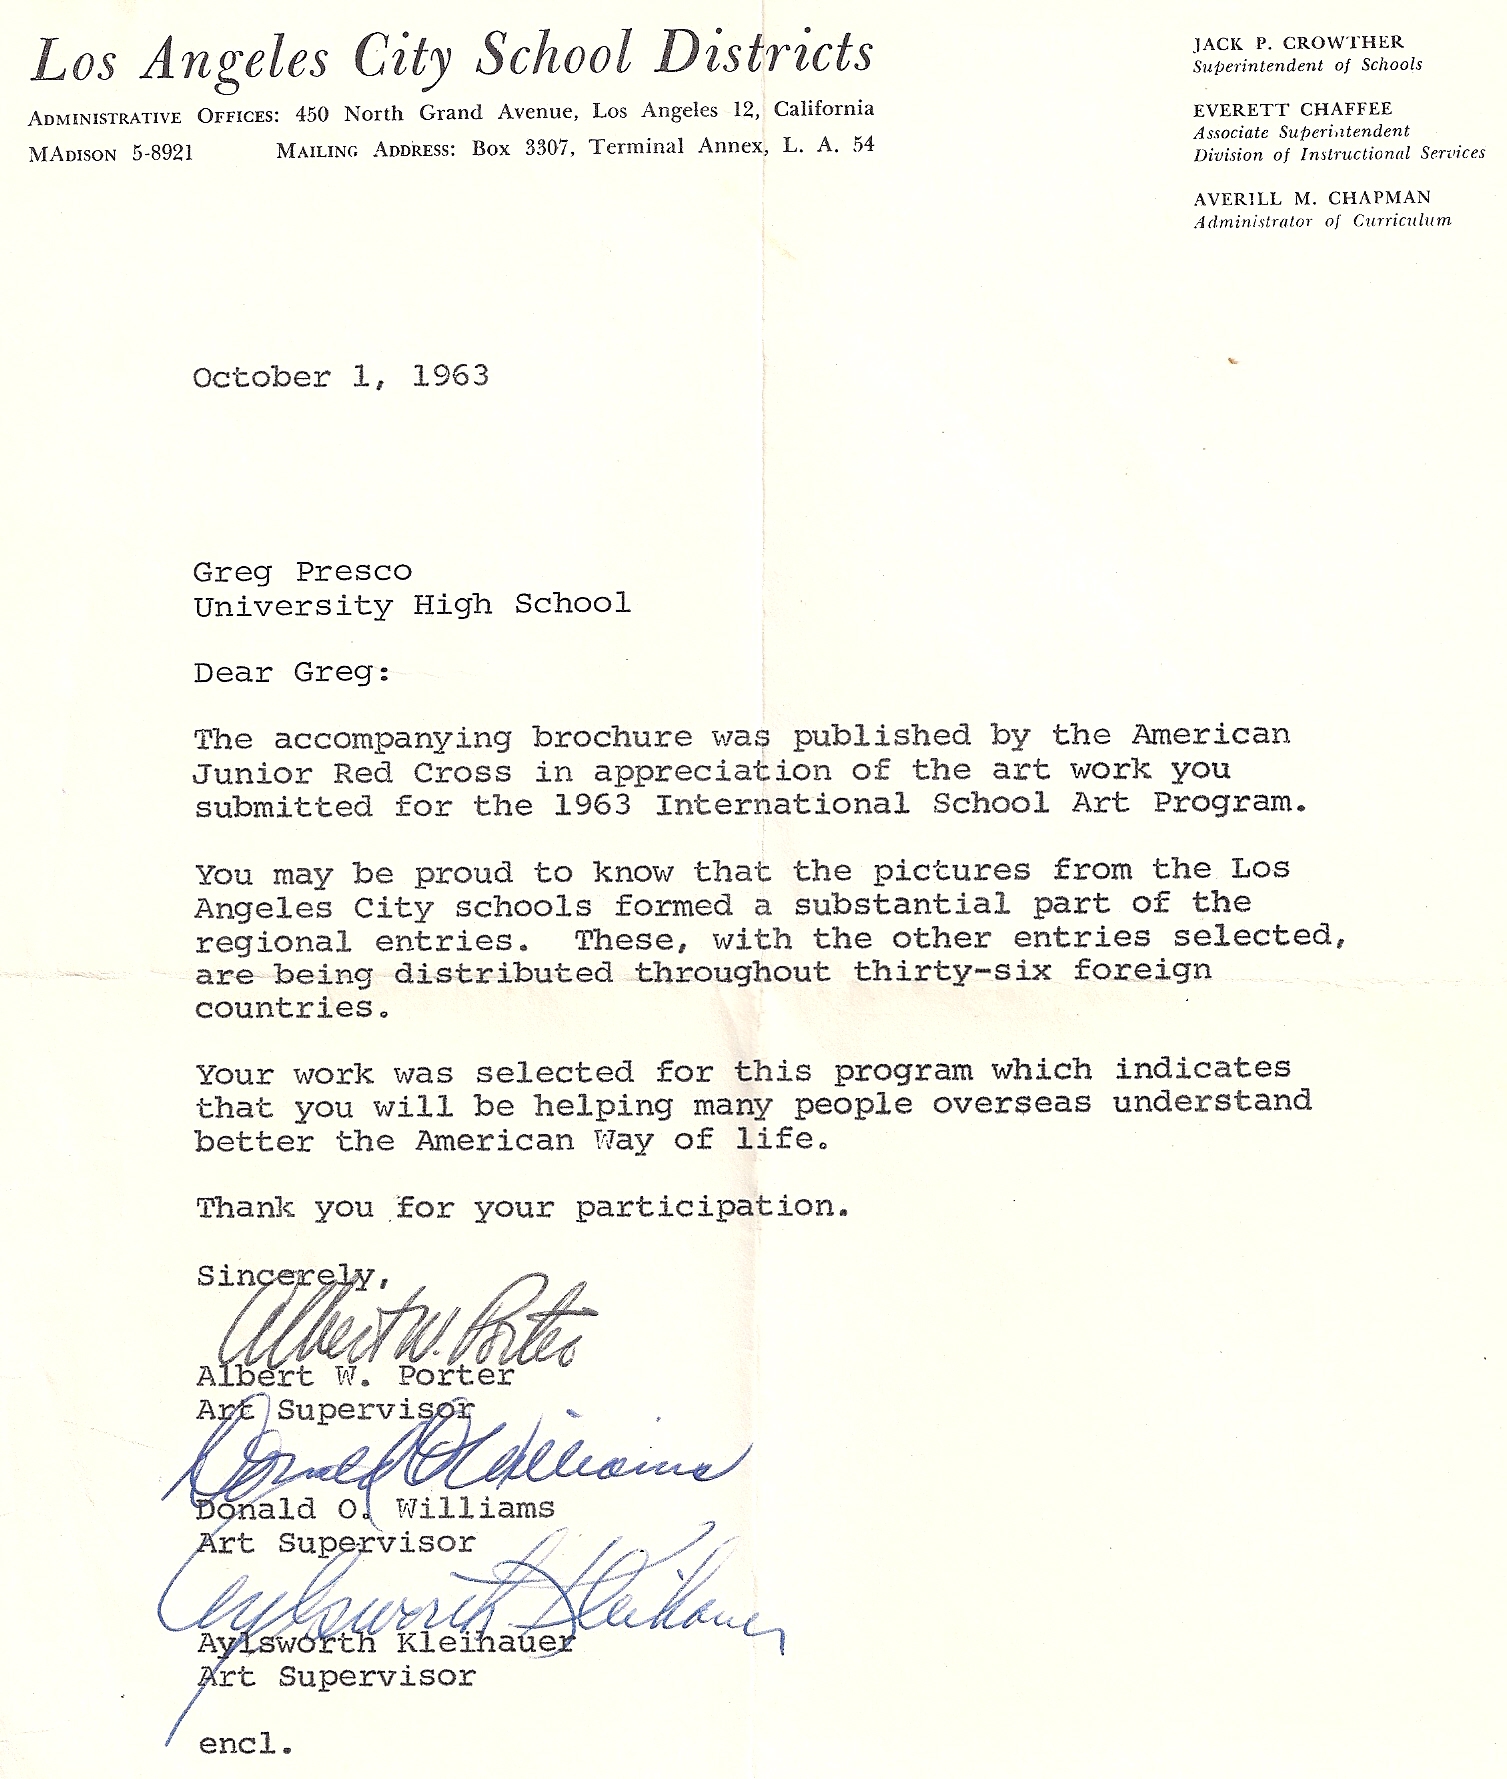 Los Angeles City School Districts
ADMINISTRATIVE OFFICES: 450 North Grand Avenue, Los Angeles 12, California
MADISON 5-8921 MAILING ADDRESS: Box 3307, Terminal Annex, L. A. 54
JACK P. CROWTHER
Superintendent of Schools
EVERETT CHAFFEE
Associate Superintendent
Division of Instructional Services
AVERILL M. CHAPMAN
Administrator of Curriculum
October 1, 1963
Greg Presco
University High School
Dear Greg:
The accompanying brochure was published by the American
Junior Red Cross in appreciation of the art work you
submitted for the 1963 International School Art Program.
You may be proud to know that the pictures from the Los
Angeles City schools formed a substantial part of the
regional entries. These, with the other entries selected,
are being distributed throughout thirty-six foreign
countries.
Your work was selected for this program which indicates
that you will be helping many people overseas understand
better the American Way of life.
Thank you for your participation.
Sincerely,
Albert W. Porter
Albert W. Porter
Art Supervisor
Donald O. Williams
Donald O. Williams
Art Supervisor
Aylsworth Kleihauer
Aylsworth Kleihauer
Art Supervisor
encl.